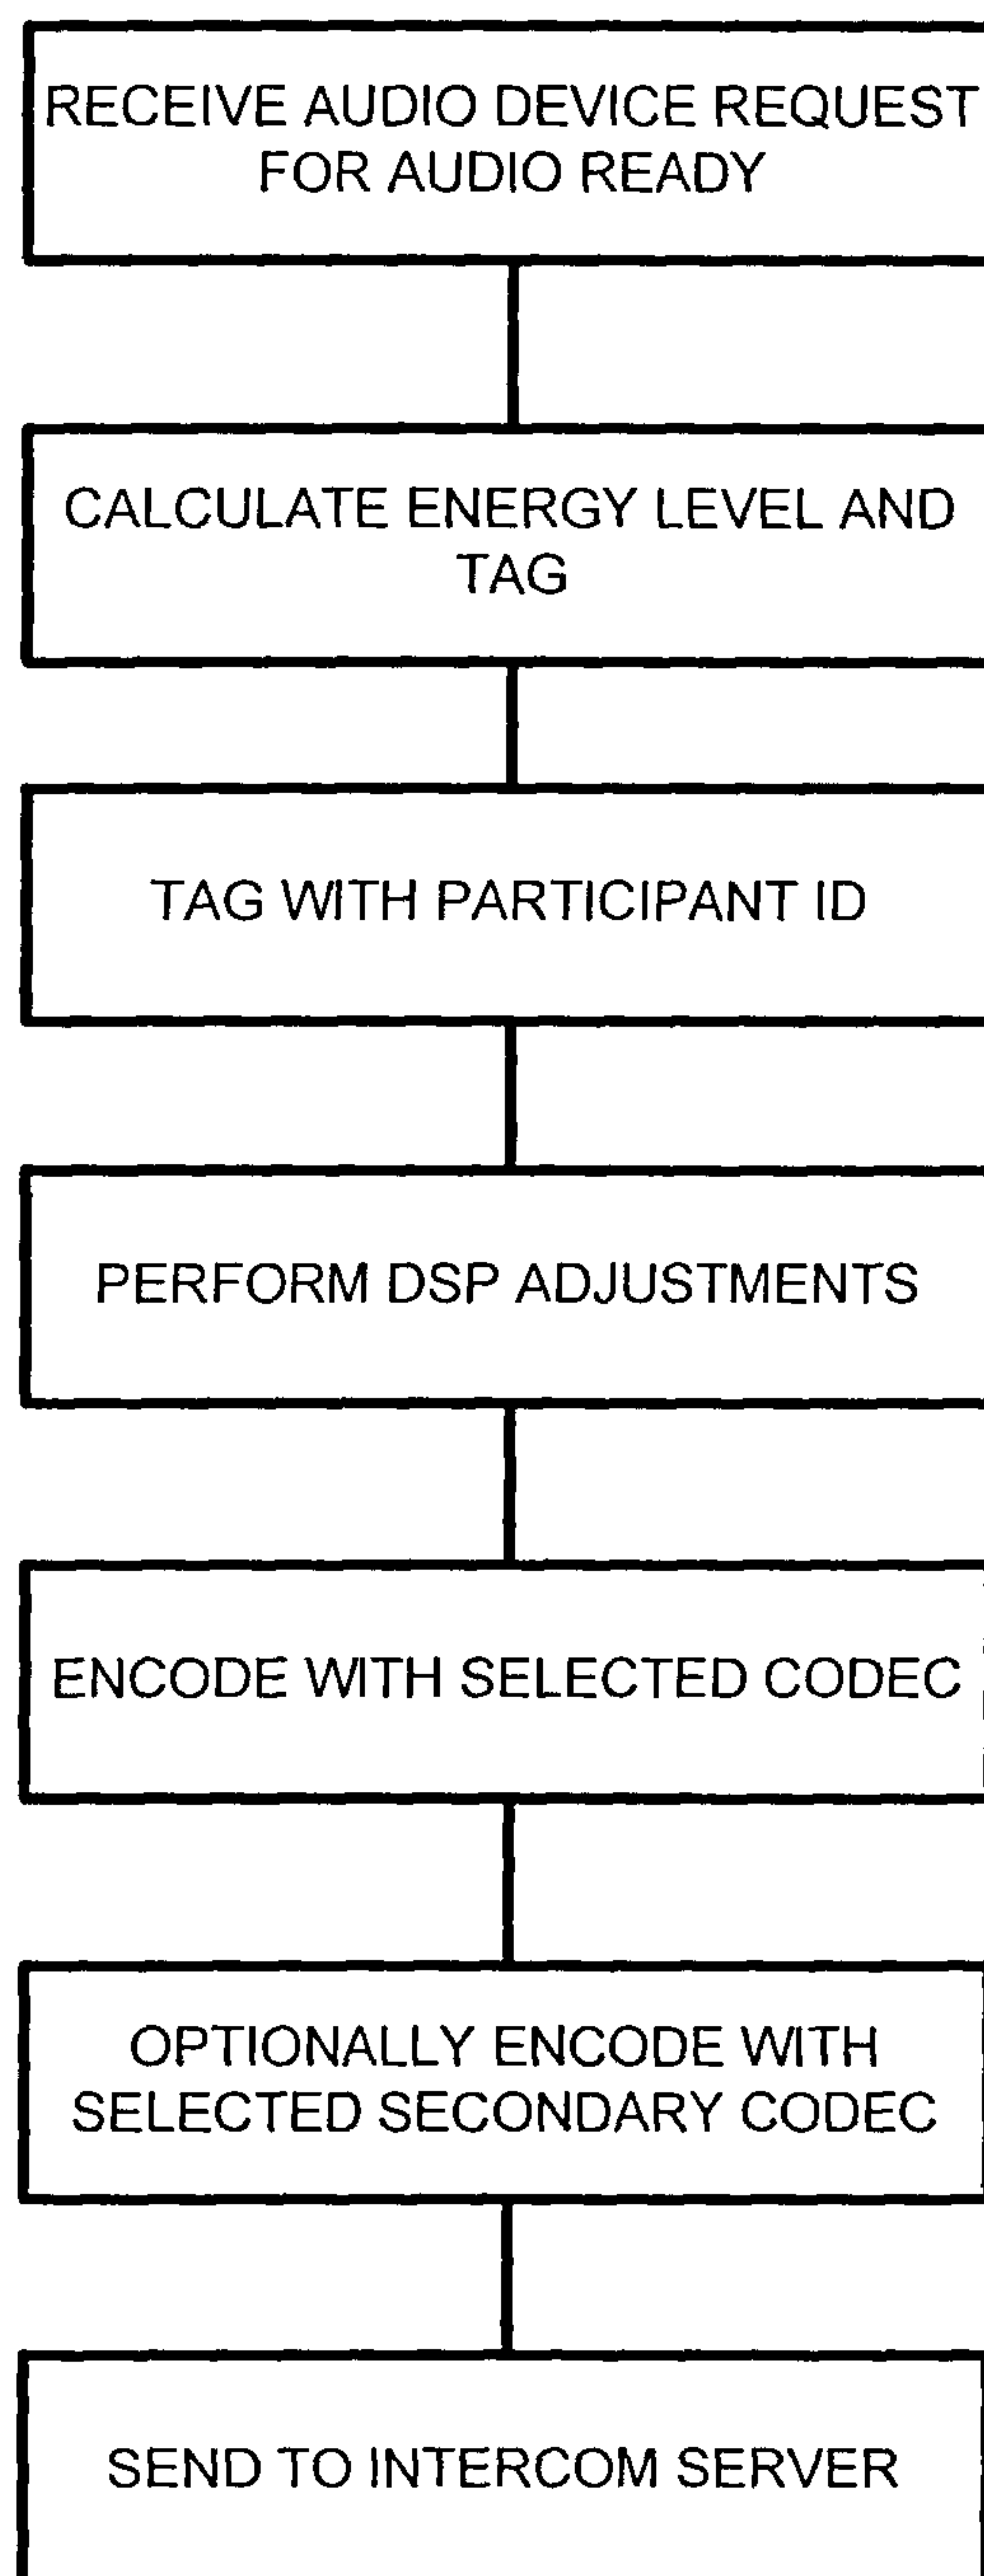 RECEIVE AUDIO DEVICE REQUEST
FOR AUDIO READY
CALCULATE ENERGY LEVEL AND
TAG
TAG WITH PARTICIPANT ID
PERFORM DSP ADJUSTMENTS
ENCODE WITH SELECTED CODEC
OPTIONALLY ENCODE WITH
SELECTED SECONDARY CODEC
SEND TO INTERCOM SERVER